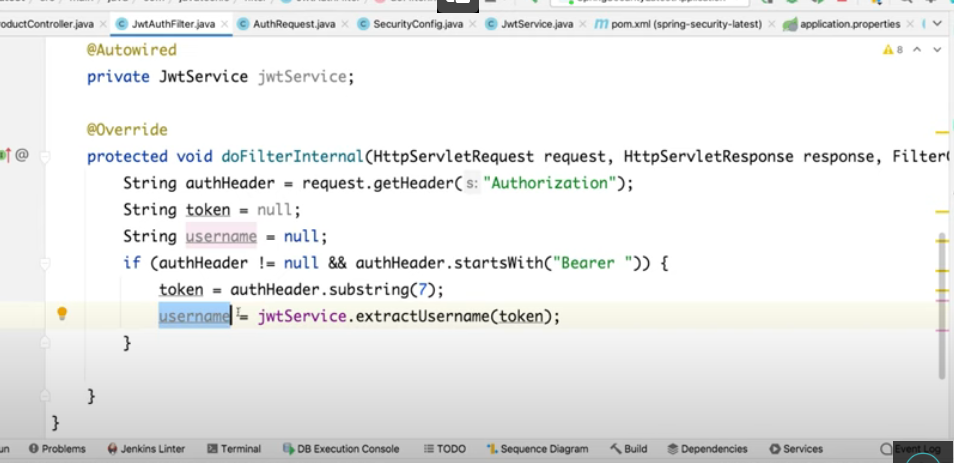 ProductController.java JwtAuthFilter.java AuthRequest.java SecurityConfig.java JwtService.java pom.xml (spring-security-latest) application.properties
@Autowired
8
private JwtService jwtService;
@Override
protected void doFilterInternal(HttpServletRequest request, HttpServletResponse response, Filter
String authHeader = request.getHeader( s: "Authorization");
String token = null;
String username = null;
if (authHeader != null && authHeader.startsWith("Bearer ")) {
token = authHeader.substring(7);
username = jwtService.extractUsername(token);
}
}
}
Problems Jenkins Linter Terminal DB Execution Console TODO Sequence Diagram Build Dependencies Services Event Log